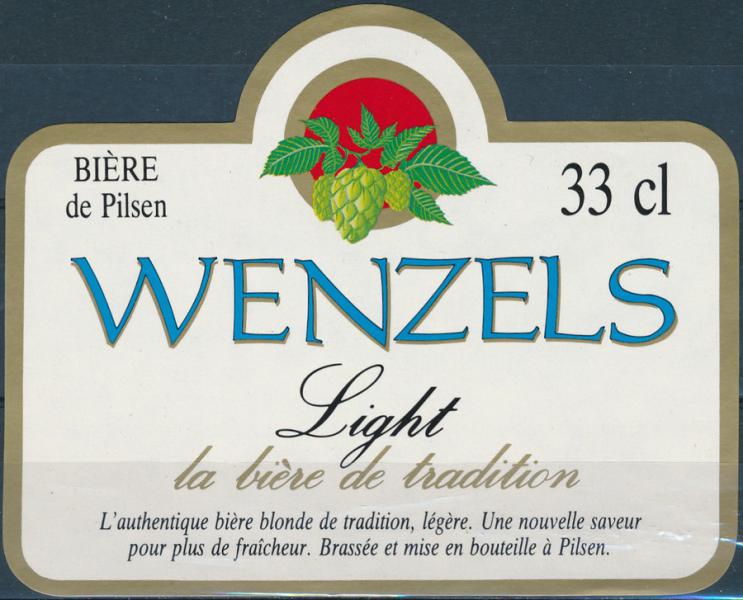 BIÈRE
de Pilsen
33 cl
WENZELS
Light
la bière de tradition
L'authentique bière blonde de tradition, légère. Une nouvelle saveur
pour plus de fraîcheur. Brassée et mise en bouteille à Pilsen.